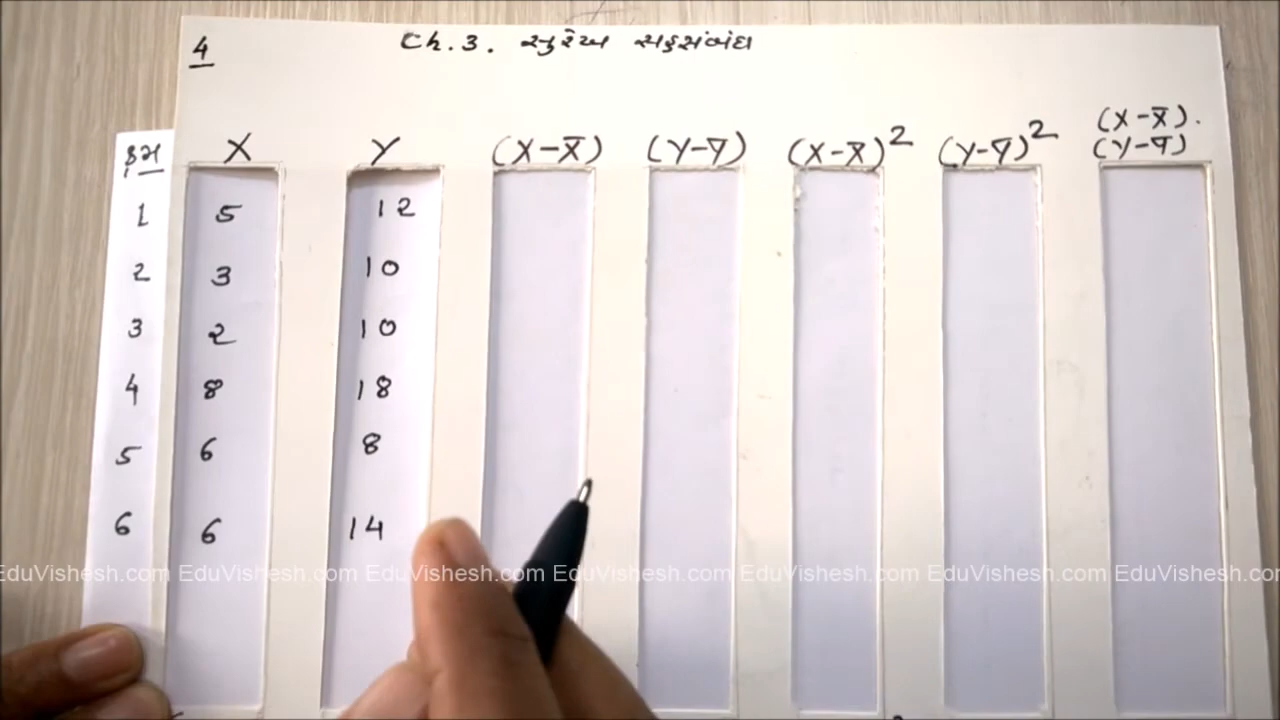 4 Ch. 3. સુરેખ સહસંબંધ
ક્રમ X Y (X-X̄) (Y-Ȳ) (X-X̄)² (Y-Ȳ)² (X-X̄).(Y-Ȳ)
1 5 12
2 3 10
3 2 10
4 8 18
5 6 8
6 6 14
EduVishesh.com EduVishesh.com EduVishesh.com EduVishesh.com EduVishesh.com EduVishesh.com EduVishesh.com